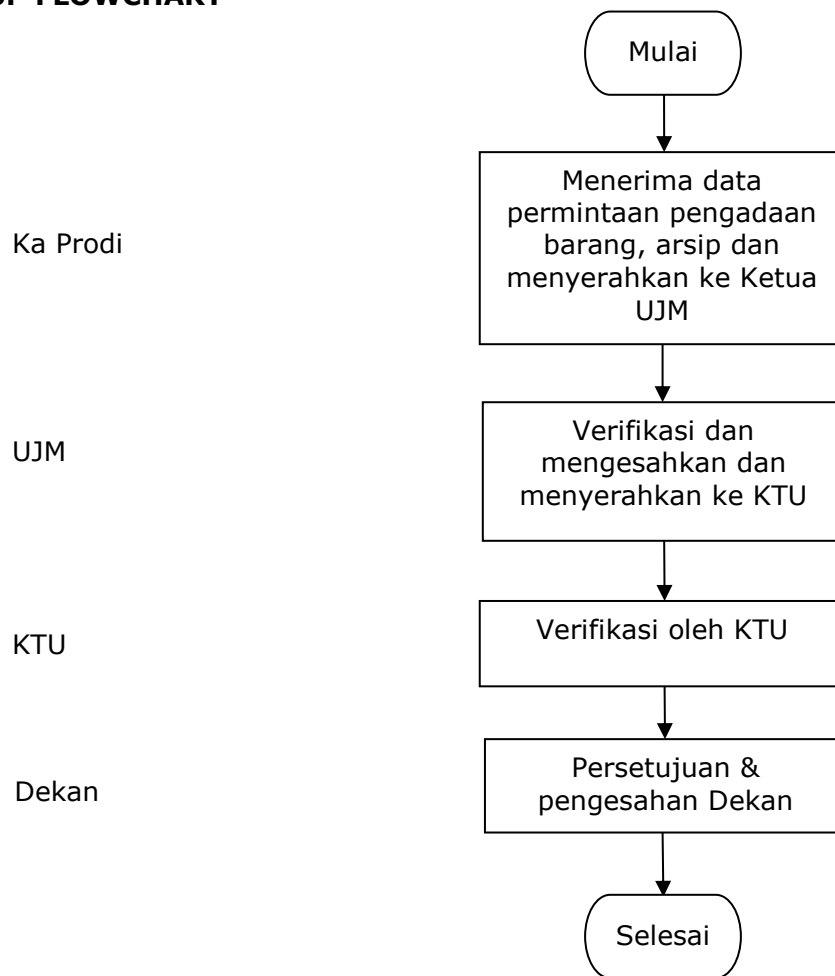 FLOWCHART
Mulai
Ka Prodi
Menerima data
permintaan pengadaan
barang, arsip dan
menyerahkan ke Ketua
UJM
UJM
Verifikasi dan
mengesahkan dan
menyerahkan ke KTU
KTU
Verifikasi oleh KTU
Dekan
Persetujuan &
pengesahan Dekan
Selesai